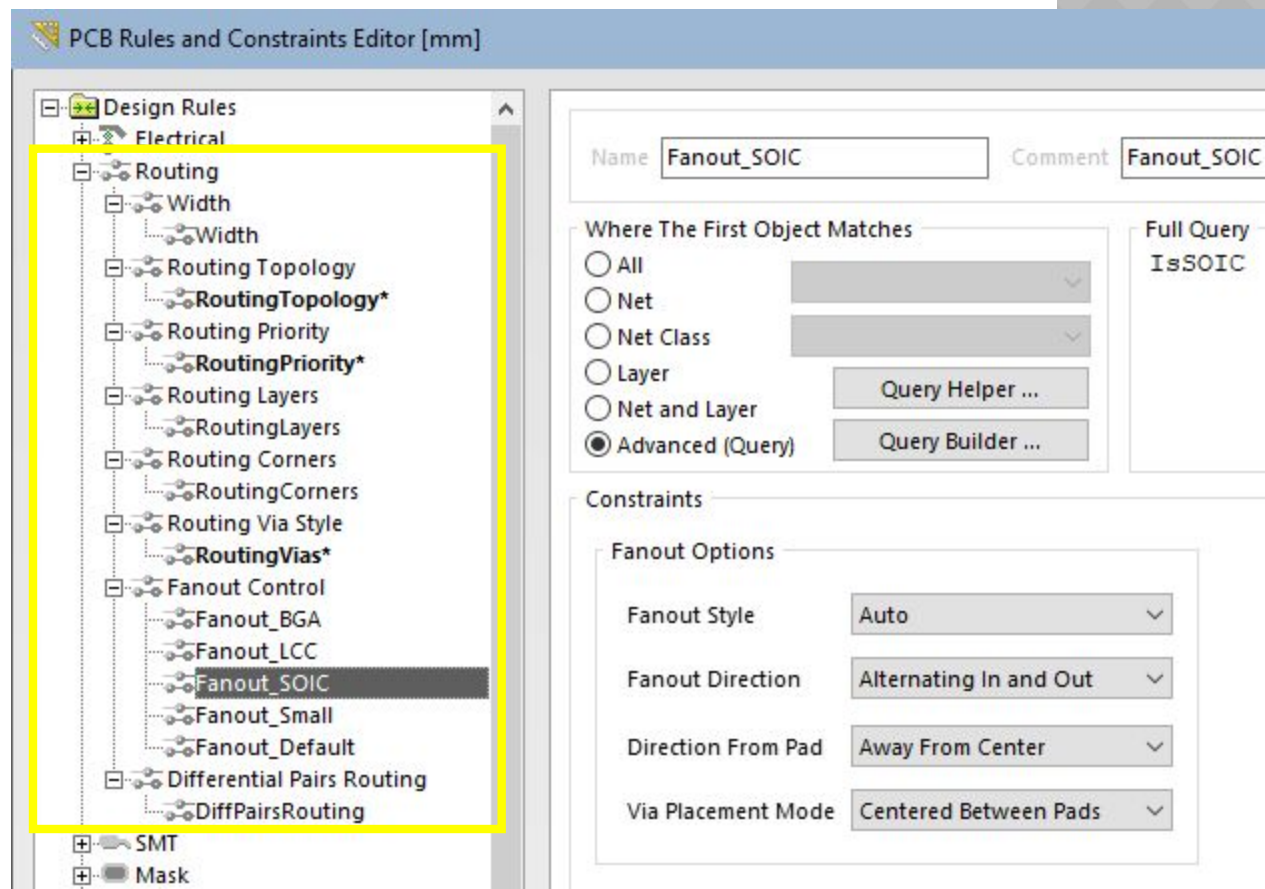 PCB Rules and Constraints Editor [mm]
Design Rules
Electrical
Routing
Width
Width
Routing Topology
RoutingTopology*
Routing Priority
RoutingPriority*
Routing Layers
RoutingLayers
Routing Corners
RoutingCorners
Routing Via Style
RoutingVias*
Fanout Control
Fanout_BGA
Fanout_LCC
Fanout_SOIC
Fanout_Small
Fanout_Default
Differential Pairs Routing
DiffPairsRouting
SMT
Mask
Name Fanout_SOIC Comment Fanout_SOIC
Where The First Object Matches
All
Net
Net Class
Layer
Net and Layer
Advanced (Query)
Query Helper ...
Query Builder ...
Full Query
IsSOIC
Constraints
Fanout Options
Fanout Style Auto
Fanout Direction Alternating In and Out
Direction From Pad Away From Center
Via Placement Mode Centered Between Pads